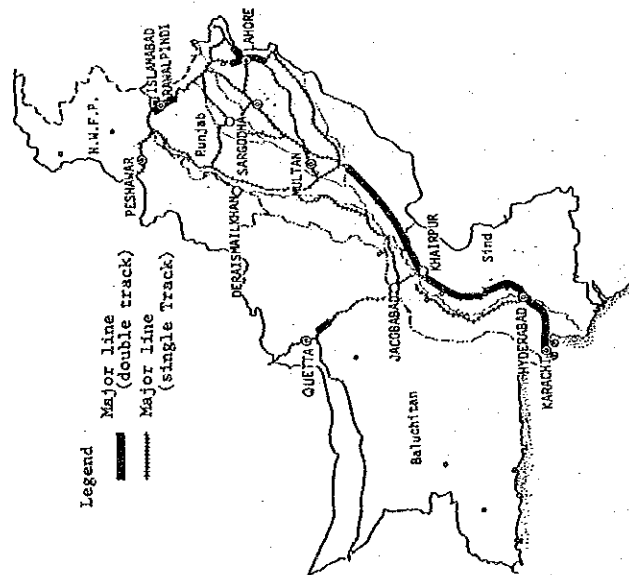 Legend
Major line
(double track)
Major line
(single Track)
N.W.F.P.
PESHAWAR
ISLAMABAD
RAWALPINDI
Punjab
LAHORE
SARGODHA
DERAISMAILKHAN
MULTAN
QUETTA
JACOBABAD
KHAIRPUR
Baluchitan
Sind
HYDERABAD
KARACHI